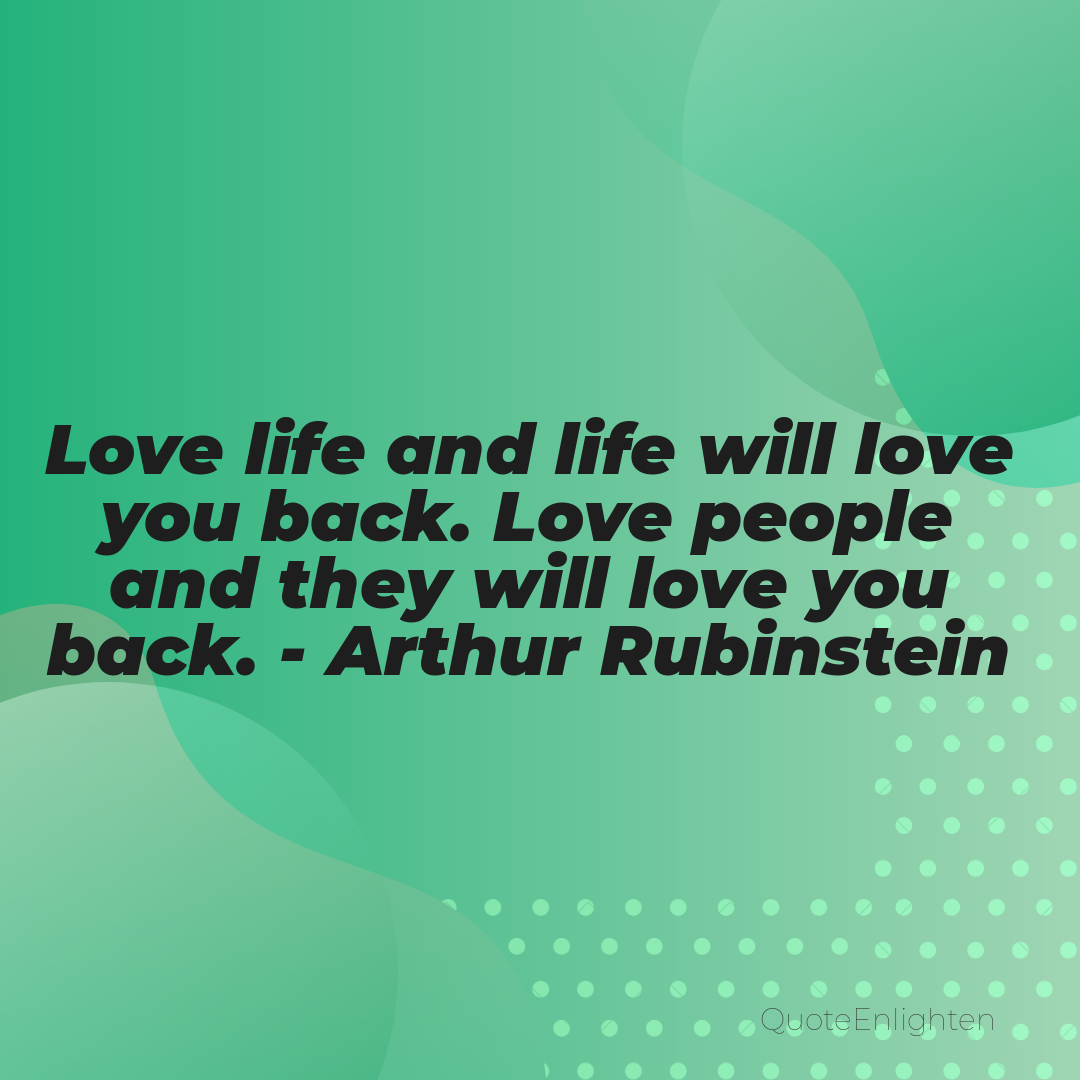 Love life and life will love
you back. Love people
and they will love you
back. - Arthur Rubinstein
QuoteEnlighten